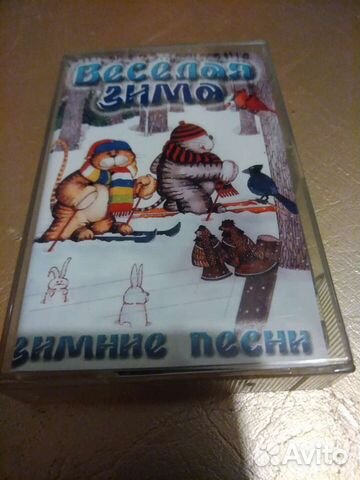 Веселая
зима
зимние песни
Avito